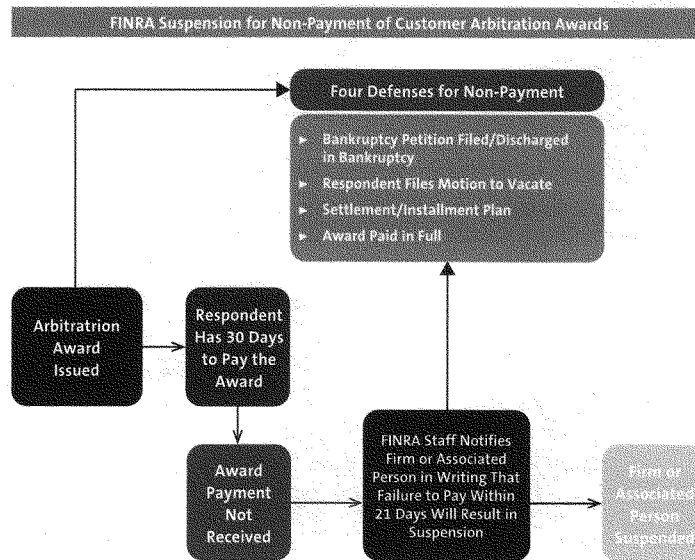 FINRA Suspension for Non-Payment of Customer Arbitration Awards
Four Defenses for Non-Payment
► Bankruptcy Petition Filed/Discharged
in Bankruptcy
► Respondent Files Motion to Vacate
► Settlement/Installment Plan
► Award Paid in Full
Arbitratrion
Award
Issued
Respondent
Has 30 Days
to Pay the
Award
Award
Payment
Not
Received
FINRA Staff Notifies
Firm or Associated
Person in Writing That
Failure to Pay Within
21 Days Will Result in
Suspension
Firm or
Associated
Person
Suspended